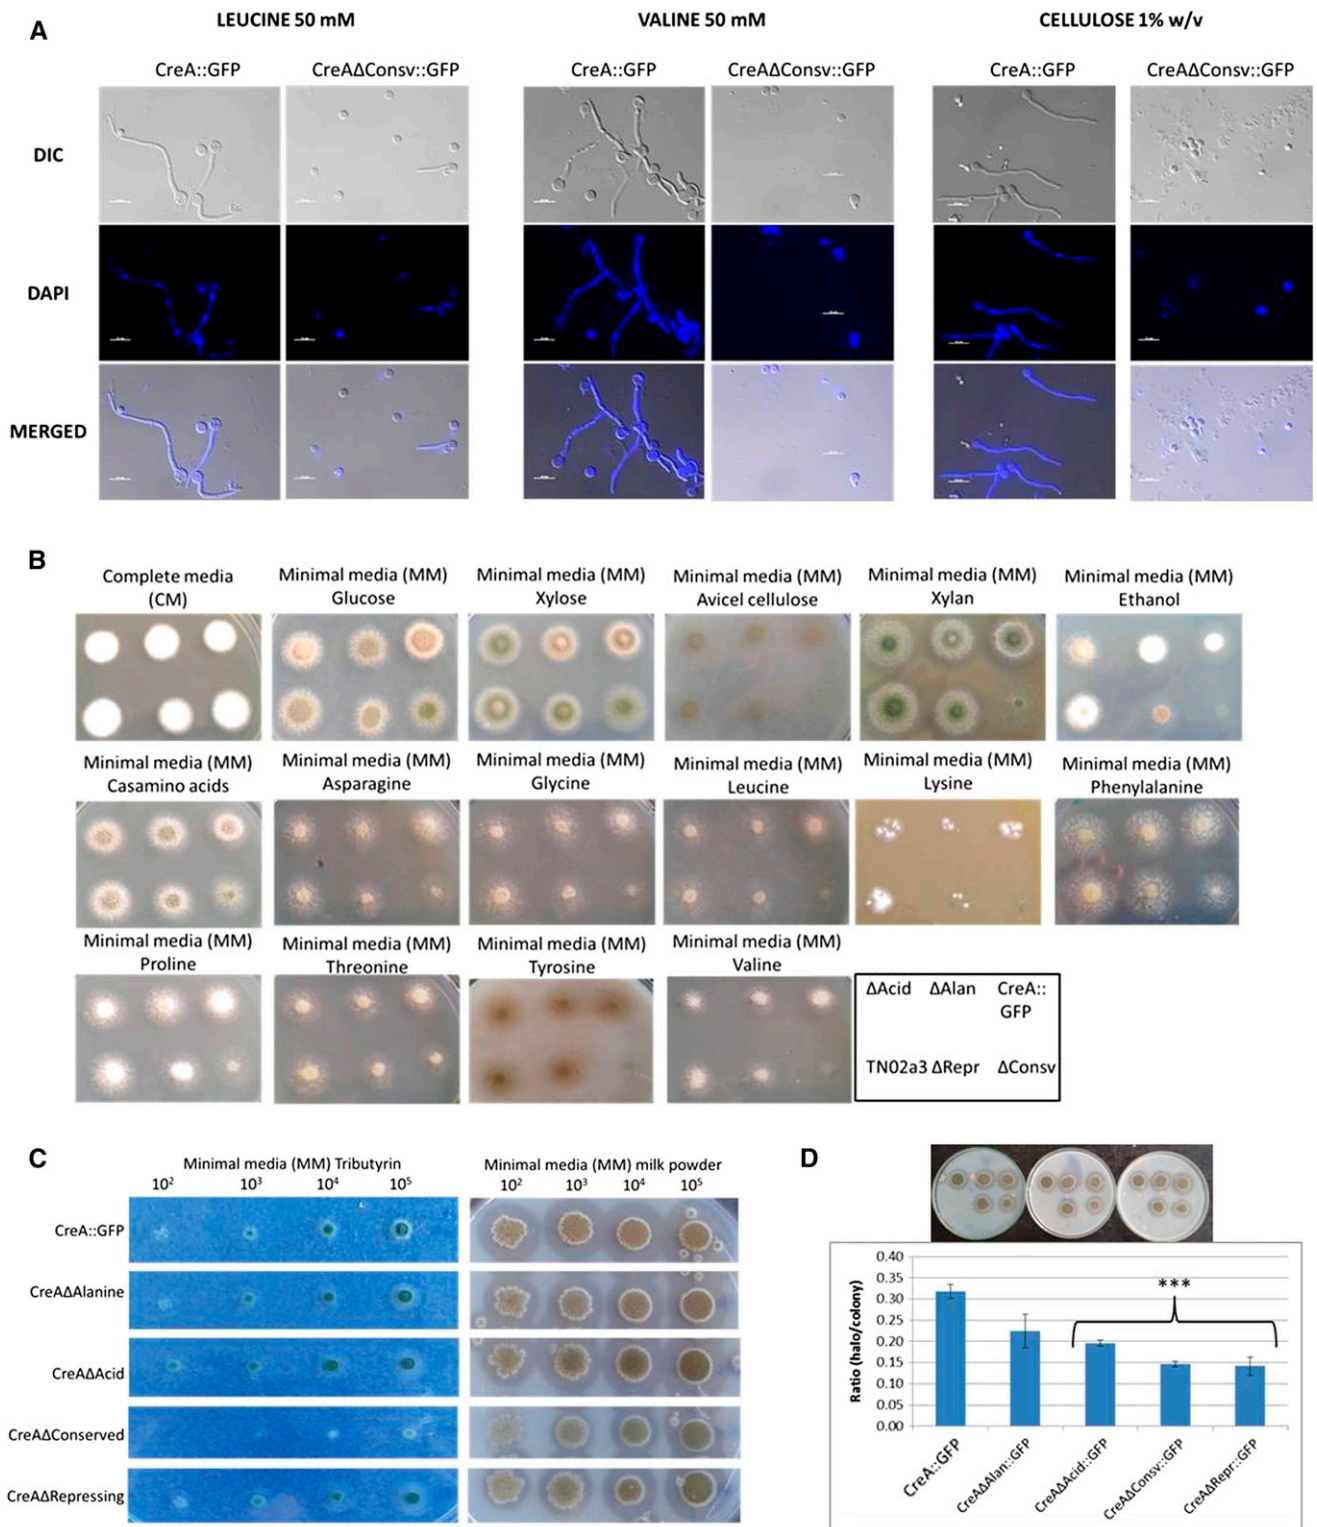 A
LEUCINE 50 mM VALINE 50 mM CELLULOSE 1% w/v
CreA::GFP CreAΔConsv::GFP CreA::GFP CreAΔConsv::GFP CreA::GFP CreAΔConsv::GFP
DIC
DAPI
MERGED
B
Complete media Minimal media (MM) Minimal media (MM) Minimal media (MM) Minimal media (MM) Minimal media (MM)
(CM) Glucose Xylose Avicel cellulose Xylan Ethanol
Minimal media (MM) Minimal media (MM) Minimal media (MM) Minimal media (MM) Minimal media (MM) Minimal media (MM)
Casamino acids Asparagine Glycine Leucine Lysine Phenylalanine
Minimal media (MM) Minimal media (MM) Minimal media (MM) Minimal media (MM)
Proline Threonine Tyrosine Valine
ΔAcid ΔAlan CreA::
GFP
TN02a3 ΔRepr ΔConsv
C
Minimal media (MM) Tributyrin Minimal media (MM) milk powder
10² 10³ 10⁴ 10⁵ 10² 10³ 10⁴ 10⁵
CreA::GFP
CreAΔAlanine
CreAΔAcid
CreAΔConserved
CreAΔRepressing
D
Ratio (halo/colony)
0.40
0.35
0.30
0.25
0.20
0.15
0.10
0.05
0.00
***
CreA::GFP
CreAΔAlan::GFP
CreAΔAcid::GFP
CreAΔConsv::GFP
CreAΔRepr::GFP